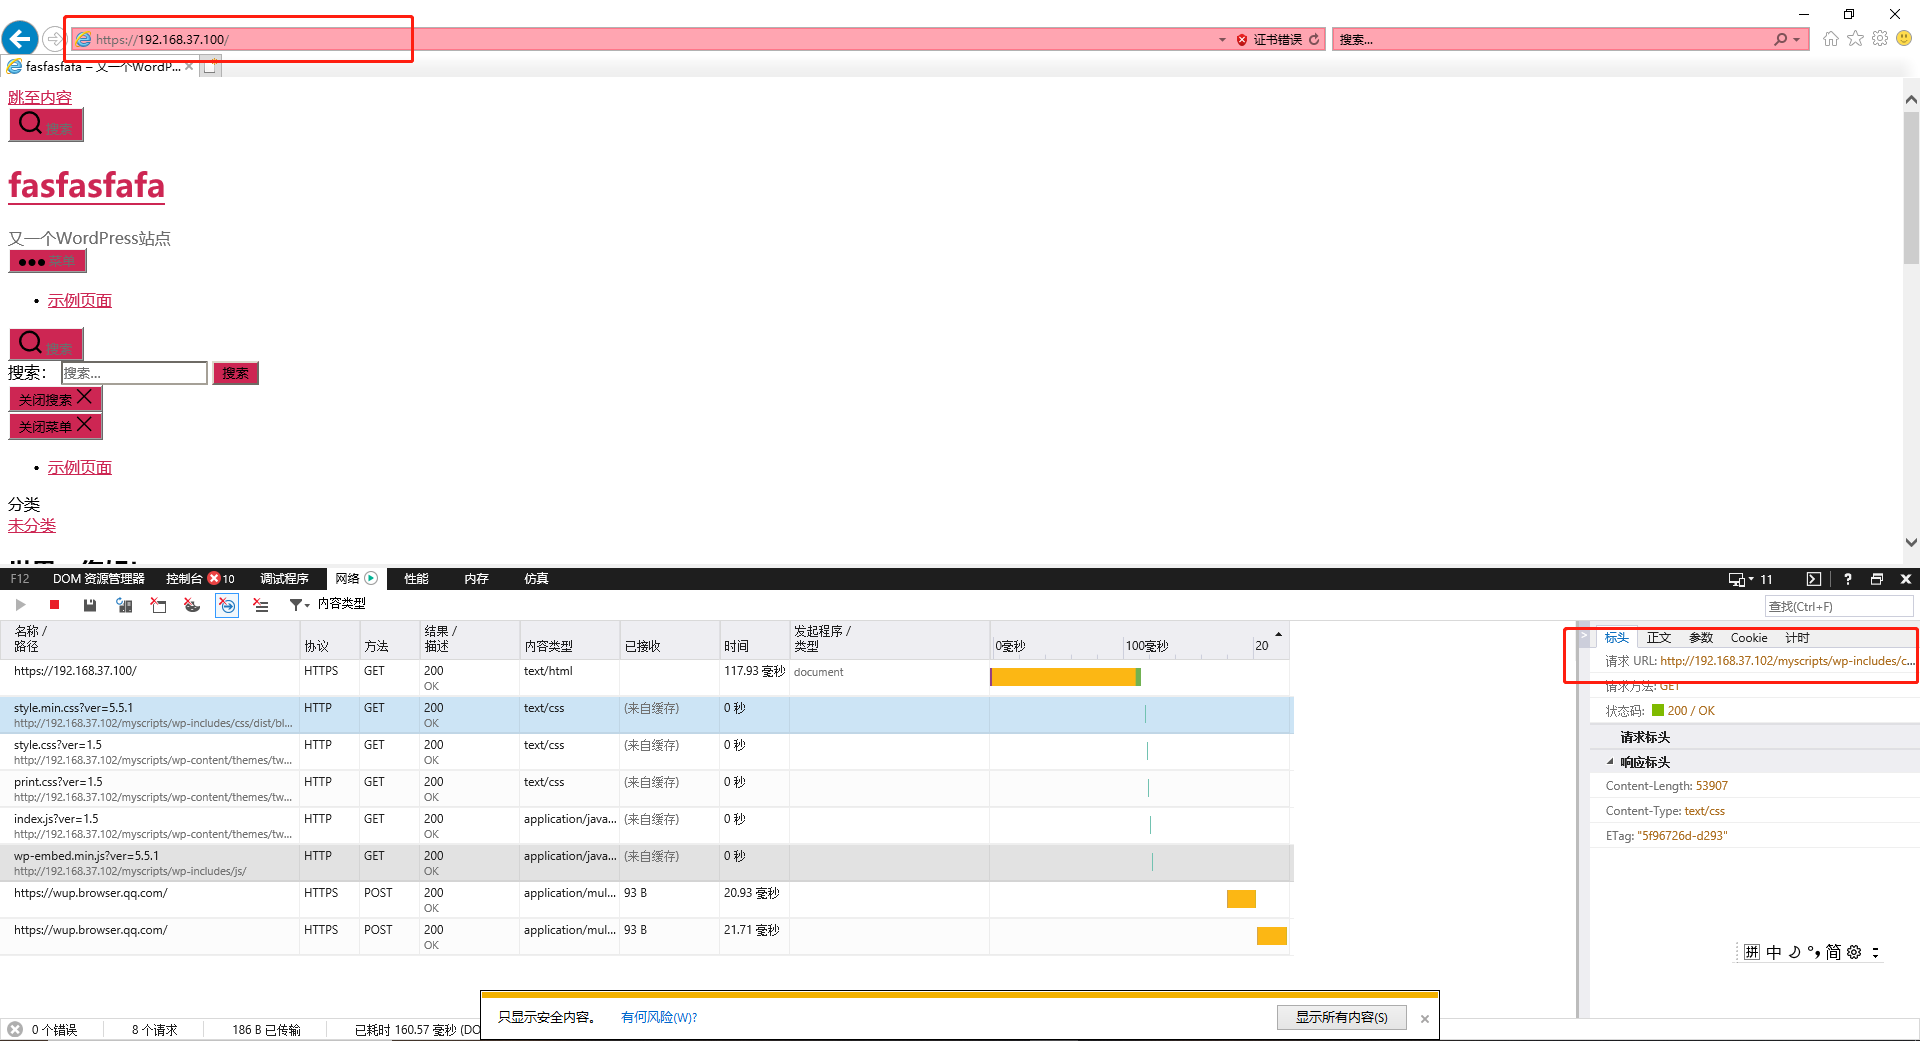 https://192.168.37.100/
证书错误
搜索...
fasfasfafa – 又一个WordP...
跳至内容
搜索
fasfasfafa
又一个WordPress站点
菜单
示例页面
搜索
搜索：
搜索...
搜索
关闭搜索
关闭菜单
示例页面
分类
未分类
F12 DOM 资源管理器 控制台 10 调试程序 网络 性能 内存 仿真 11
内容类型
查找(Ctrl+F)
名称 / 路径 协议 方法 结果 / 描述 内容类型 已接收 时间 发起程序 / 类型 0毫秒 100毫秒 20
https://192.168.37.100/ HTTPS GET 200 OK text/html 117.93 毫秒 document
style.min.css?ver=5.5.1 HTTP GET 200 text/css (来自缓存) 0 秒
http://192.168.37.102/myscripts/wp-includes/css/dist/bl... OK
style.css?ver=1.5 HTTP GET 200 text/css (来自缓存) 0 秒
http://192.168.37.102/myscripts/wp-content/themes/tw... OK
print.css?ver=1.5 HTTP GET 200 text/css (来自缓存) 0 秒
http://192.168.37.102/myscripts/wp-content/themes/tw... OK
index.js?ver=1.5 HTTP GET 200 application/java... (来自缓存) 0 秒
http://192.168.37.102/myscripts/wp-content/themes/tw... OK
wp-embed.min.js?ver=5.5.1 HTTP GET 200 application/java... (来自缓存) 0 秒
http://192.168.37.102/myscripts/wp-includes/js/ OK
https://wup.browser.qq.com/ HTTPS POST 200 OK application/mul... 93 B 20.93 毫秒
https://wup.browser.qq.com/ HTTPS POST 200 OK application/mul... 93 B 21.71 毫秒
标头 正文 参数 Cookie 计时
请求 URL: http://192.168.37.102/myscripts/wp-includes/c...
请求方法: GET
状态码: 200 / OK
请求标头
响应标头
Content-Length: 53907
Content-Type: text/css
ETag: "5f96726d-d293"
拼 中 简
只显示安全内容。 有何风险(W)? 显示所有内容(S)
0 个错误 8 个请求 186 B 已传输 已耗时 160.57 毫秒 (DO